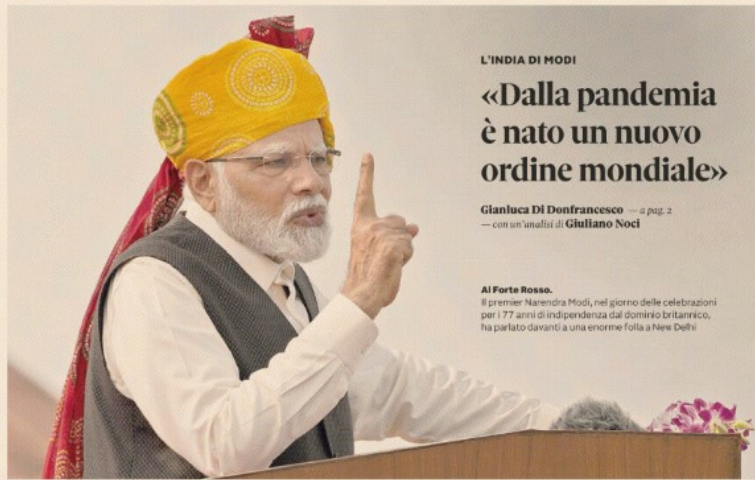 L'INDIA DI MODI
«Dalla pandemia
è nato un nuovo
ordine mondiale»
Gianluca Di Donfrancesco — a pag. 2
— con un'analisi di Giuliano Noci
Al Forte Rosso.
Il premier Narendra Modi, nel giorno delle celebrazioni
per i 77 anni di indipendenza dal dominio britannico,
ha parlato davanti a una enorme folla a New Delhi